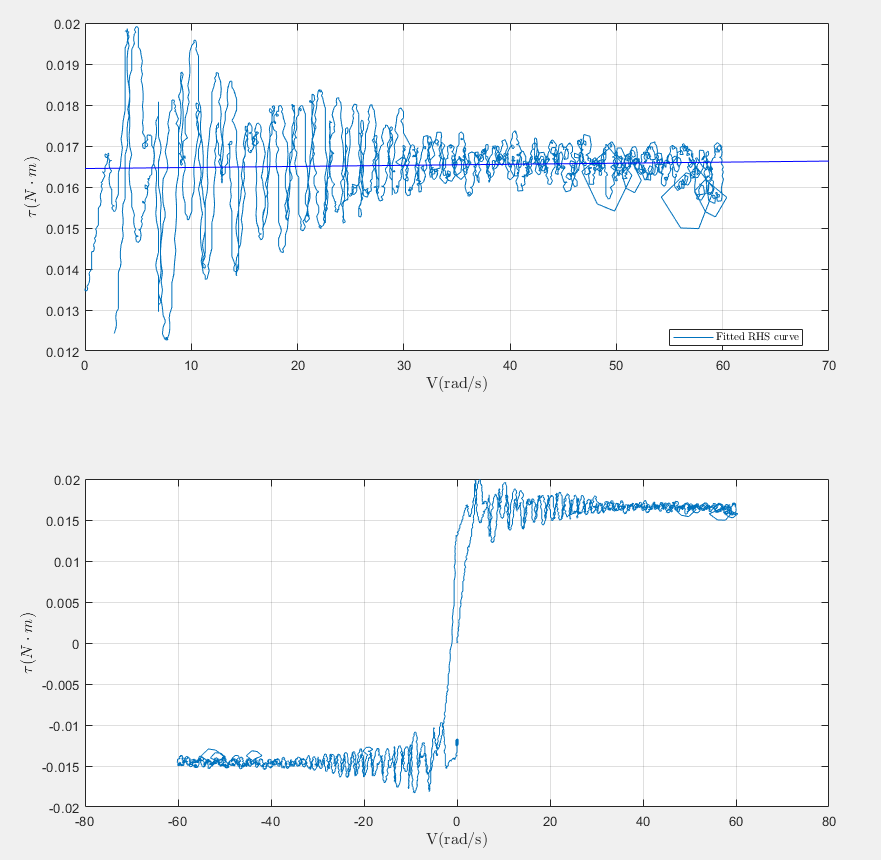 0.02
0.019
0.018
0.017
0.016
0.015
0.014
0.013
0.012
τ(N · m)
Fitted RHS curve
0 10 20 30 40 50 60 70
V(rad/s)
0.02
0.015
0.01
0.005
0
-0.005
-0.01
-0.015
-0.02
τ(N · m)
-80 -60 -40 -20 0 20 40 60 80
V(rad/s)